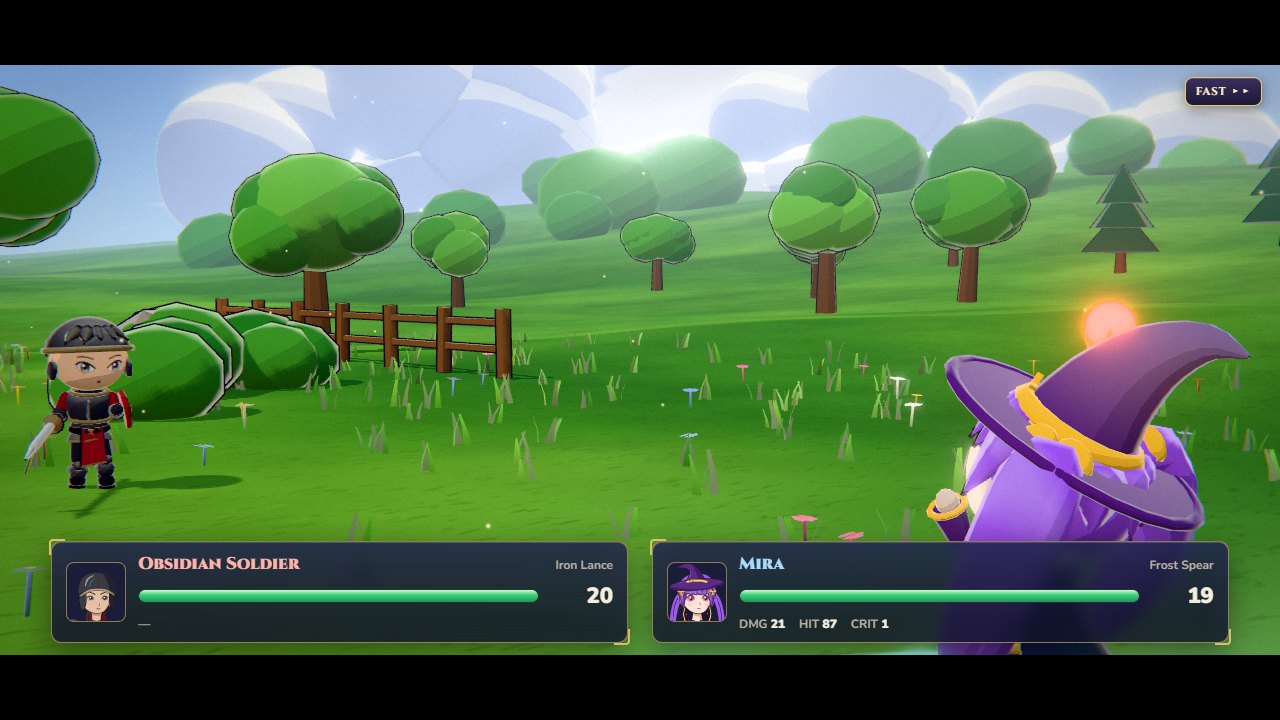 FAST
OBSIDIAN SOLDIER
Iron Lance
20
—
MIRA
Frost Spear
19
DMG 21 HIT 87 CRIT 1